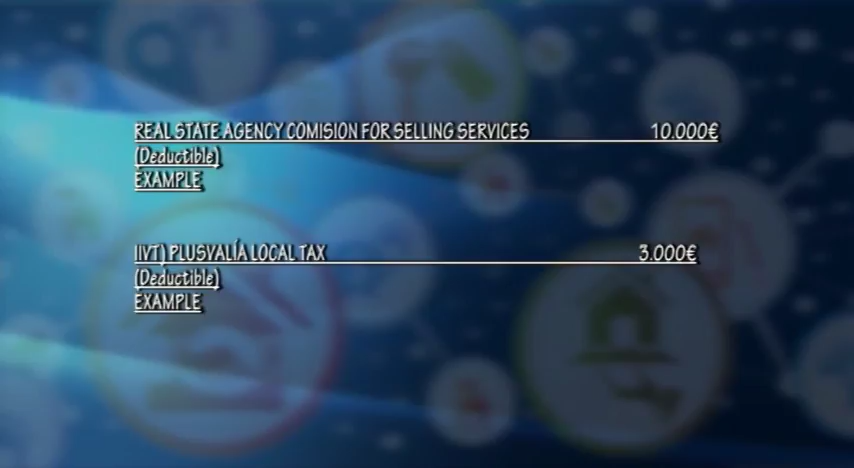 REAL STATE AGENCY COMISION FOR SELLING SERVICES 10.000€
(Deductible)
EXAMPLE
IIVT) PLUSVALÍA LOCAL TAX 3.000€
(Deductible)
EXAMPLE